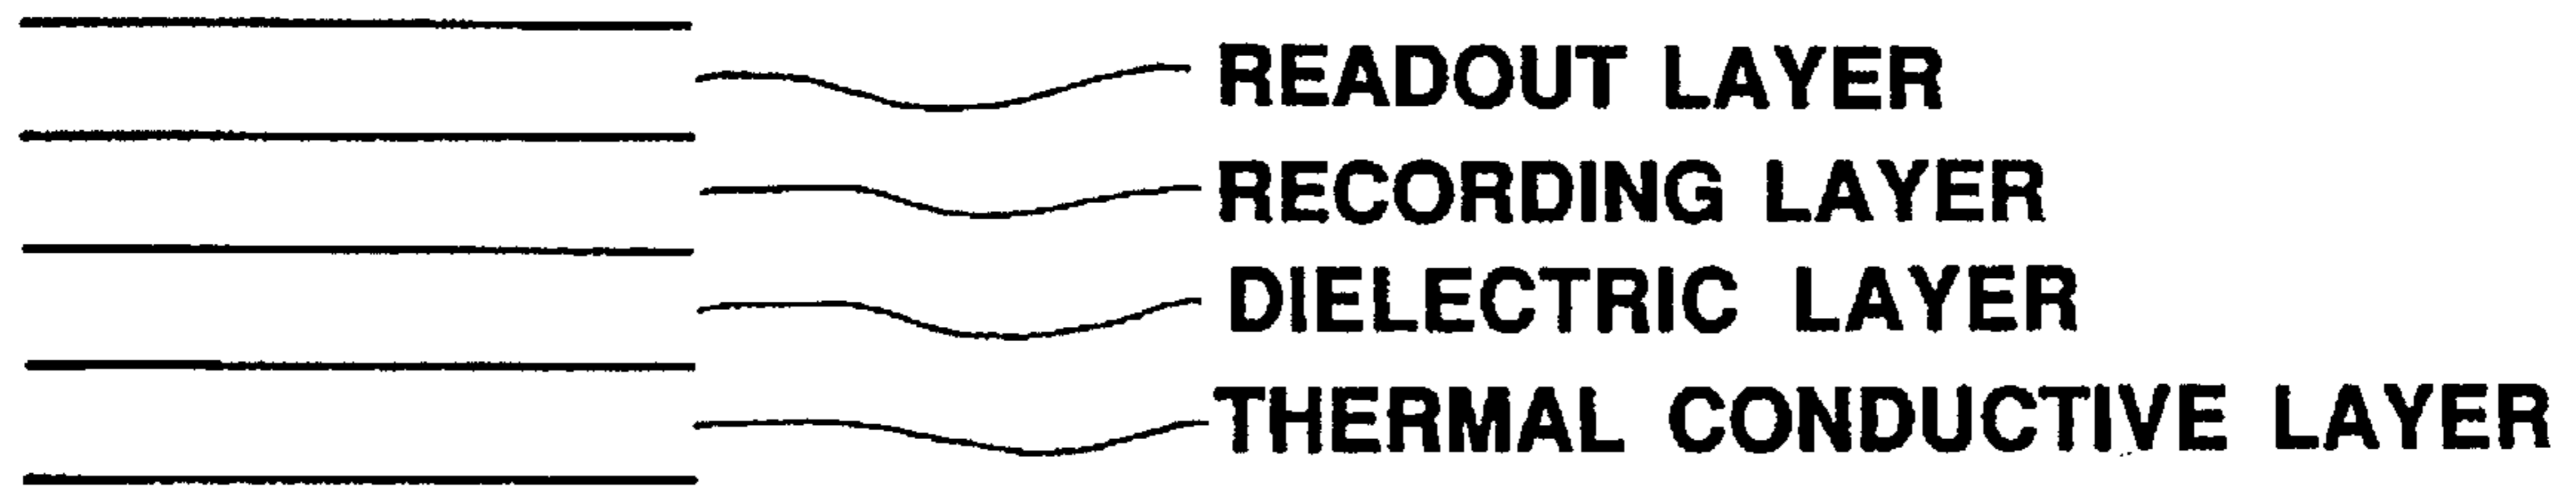 READOUT LAYER
RECORDING LAYER
DIELECTRIC LAYER
THERMAL CONDUCTIVE LAYER